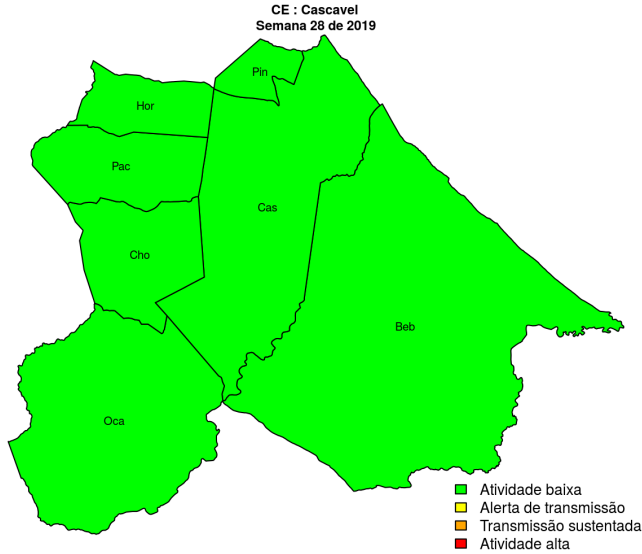 CE : Cascavel
Semana 28 de 2019
Pin
Hor
Pac
Cas
Cho
Beb
Oca
Atividade baixa
Alerta de transmissão
Transmissão sustentada
Atividade alta